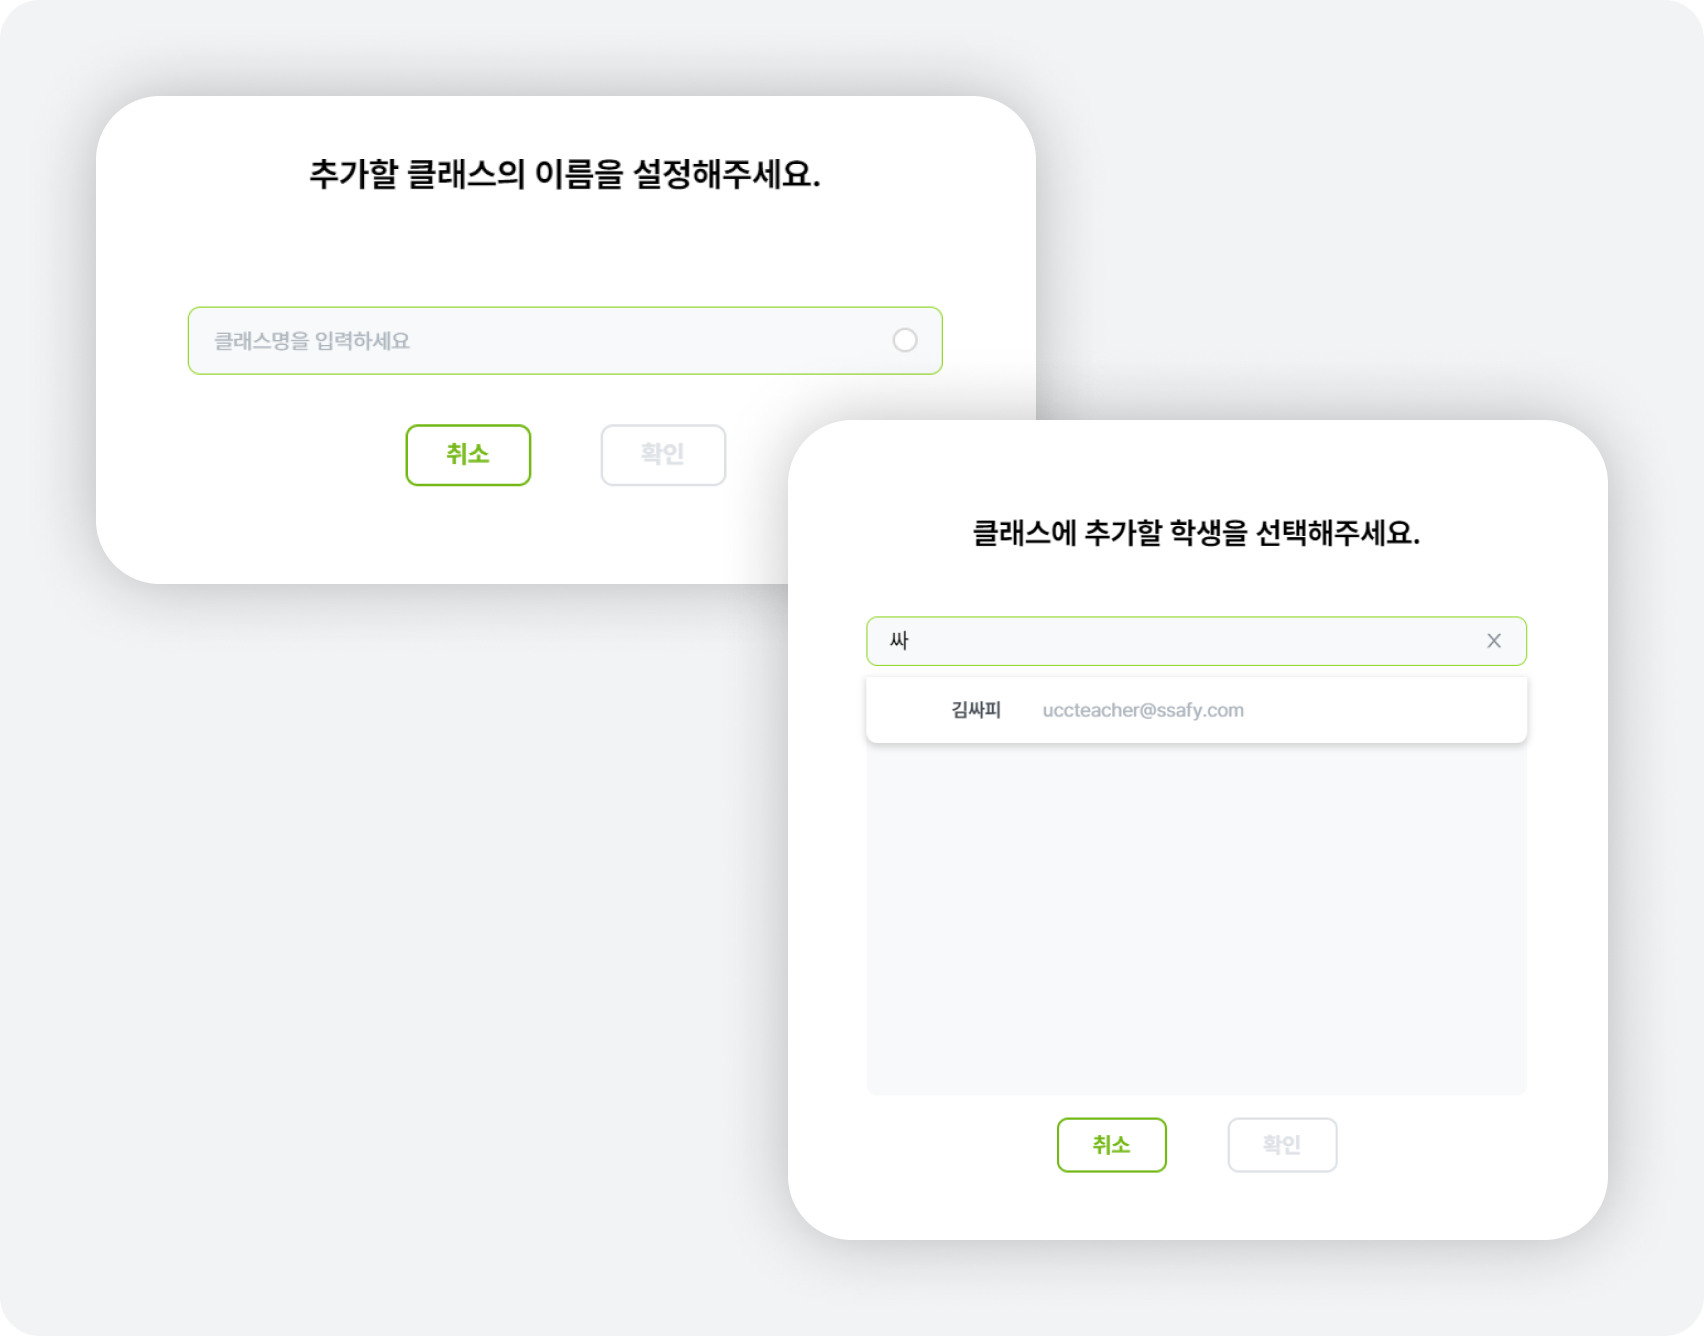 추가할 클래스의 이름을 설정해주세요.
클래스명을 입력하세요
취소 확인
클래스에 추가할 학생을 선택해주세요.
싸 X
김싸피 uccteacher@ssafy.com
취소 확인